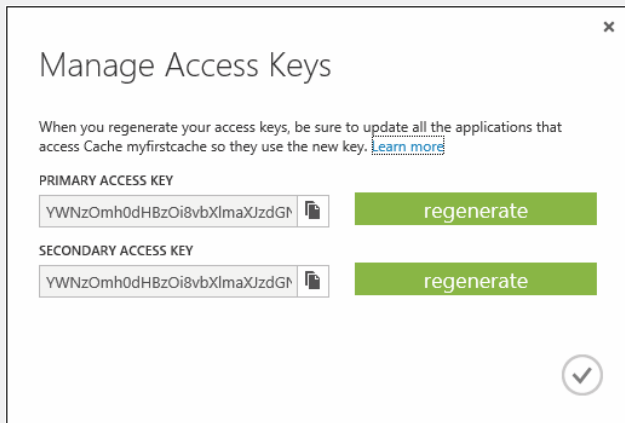 Manage Access Keys
When you regenerate your access keys, be sure to update all the applications that
access Cache myfirstcache so they use the new key. Learn more
PRIMARY ACCESS KEY
YWNzOmh0dHBzOi8vbXlmaXJzdGN
regenerate
SECONDARY ACCESS KEY
YWNzOmh0dHBzOi8vbXlmaXJzdGN
regenerate